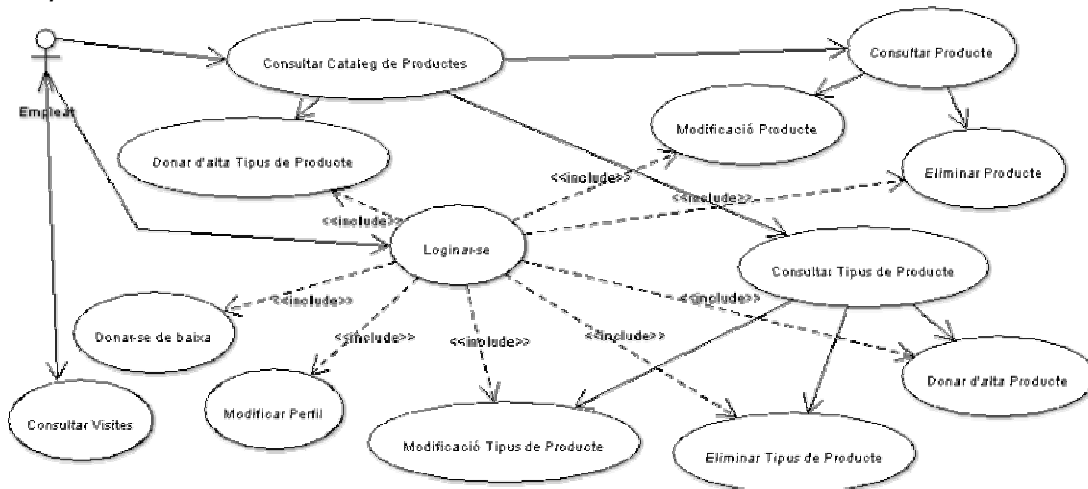 Consultar Producte
Consultar Cataleg de Productes
Empleat
Modificació Producte
Donar d'alta Tipus de Producte
Eliminar Producte
<<include>>
<<include>>
<<include>>
Loginar-se
Consultar Tipus de Producte
<<include>>
<<include>>
Donar-se de baixa
<<include>>
<<include>>
<<include>>
Donar d'alta Producte
Modificar Perfil
Consultar Visites
Modificació Tipus de Producte
Eliminar Tipus de Producte